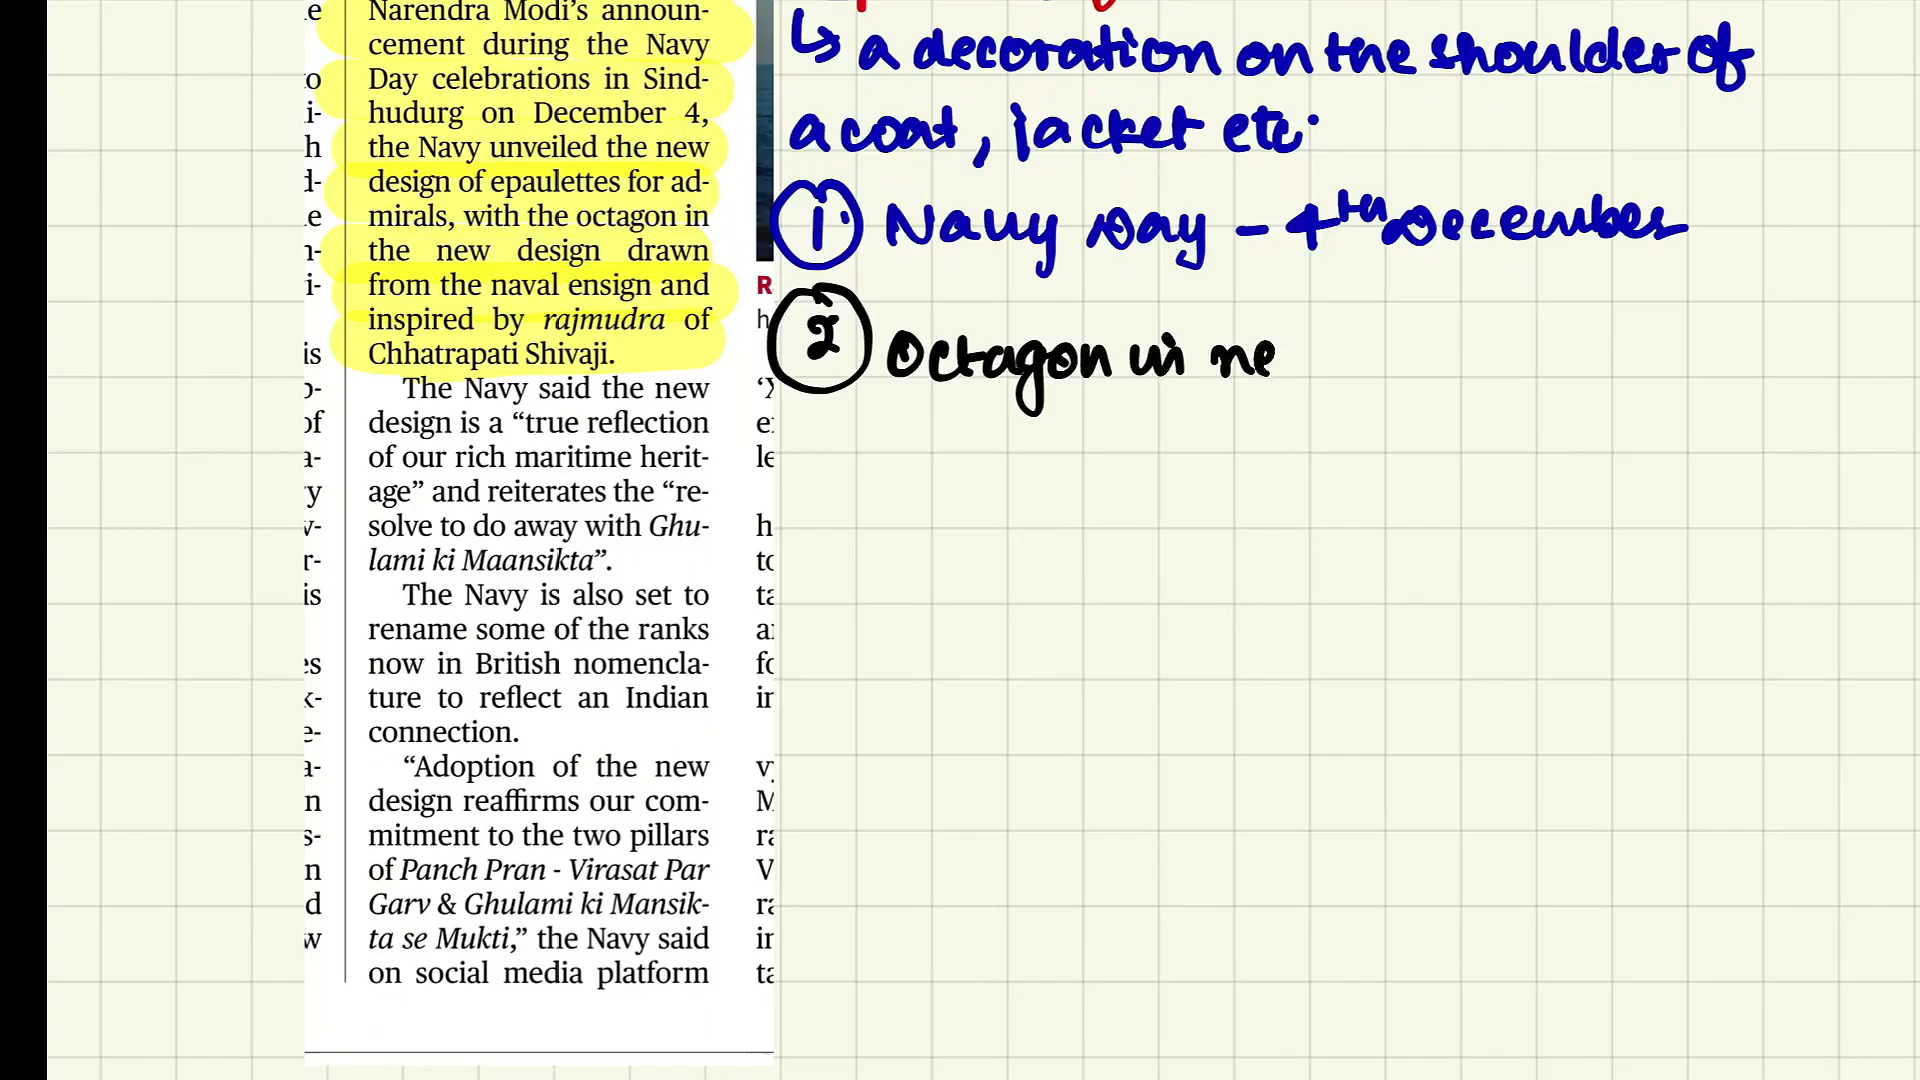 Narendra Modi's announ-
cement during the Navy
Day celebrations in Sind-
hudurg on December 4,
the Navy unveiled the new
design of epaulettes for ad-
mirals, with the octagon in
the new design drawn
from the naval ensign and
inspired by rajmudra of
Chhatrapati Shivaji.
The Navy said the new
design is a “true reflection
of our rich maritime herit-
age” and reiterates the “re-
solve to do away with Ghu-
lami ki Maansikta”.
The Navy is also set to
rename some of the ranks
now in British nomencla-
ture to reflect an Indian
connection.
“Adoption of the new
design reaffirms our com-
mitment to the two pillars
of Panch Pran - Virasat Par
Garv & Ghulami ki Mansik-
ta se Mukti,” the Navy said
on social media platform
↳ a decoration on the shoulder of
a coat, jacket etc.
1. Navy Day - 4th December
2 Octagon in ne